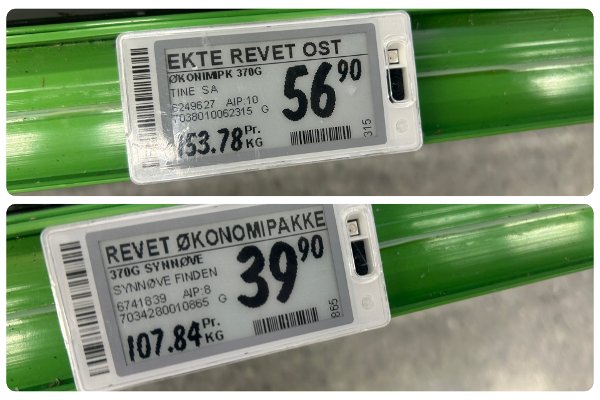 EKTE REVET OST
ØKONIMIPK 370G
TINE SA
6249627 AIP:10
7038010062315 G
56 90
153.78 Pr. KG
315
REVET ØKONOMIPAKKE
370G SYNNØVE
SYNNØVE FINDEN
6741839 AIP:8
7034280010865 G
39 90
107.84 Pr. KG
865